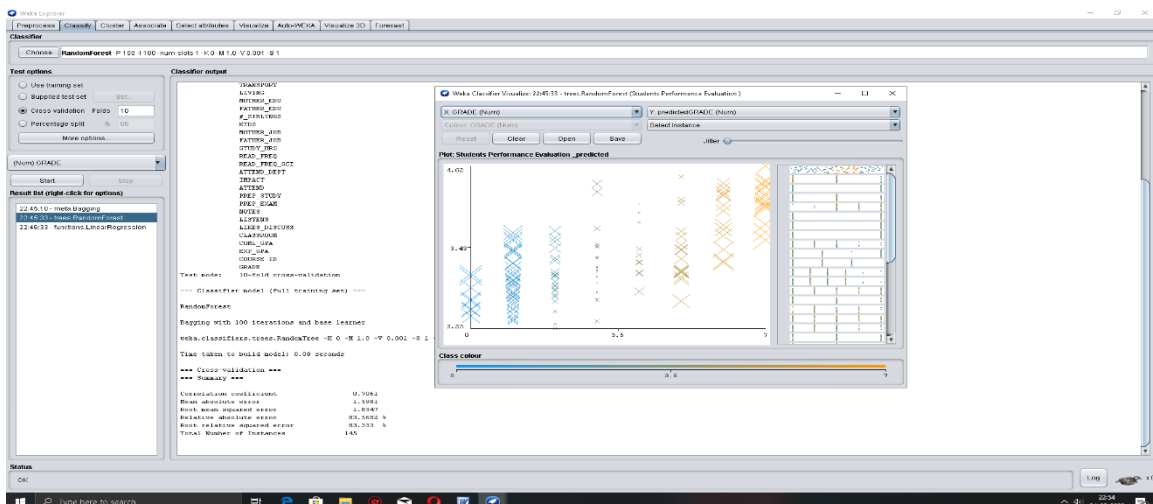 Weka Explorer
Preprocess Classify Cluster Associate Select attributes Visualize Auto-WEKA Visualize 3D Forecast
Classifier
Choose RandomForest -P 100 -I 100 -num-slots 1 -K 0 -M 1.0 -V 0.001 -S 1
Test options
Use training set
Supplied test set Set...
Cross-validation Folds 10
Percentage split %
More options...
(Num) GRADE
Start Stop
Result list (right-click for options)
22:45:10 - meta.Bagging
22:45:33 - trees.RandomForest
22:46:33 - functions.LinearRegression
Classifier output
TRANSPORT
LIVING
MOTHER_EDU
FATHER_EDU
#_SIBLINGS
KIDS
MOTHER_JOB
FATHER_JOB
STUDY_HRS
READ_FREQ
READ_FREQ_SCI
ATTEND_DEPT
IMPACT
ATTEND
PREP_STUDY
PREP_EXAM
NOTES
LISTENS
LIKES_DISCUSS
CLASSROOM
CUML_GPA
EXP_GPA
COURSE ID
GRADE
Test mode: 10-fold cross-validation
=== Classifier model (full training set) ===
RandomForest
Bagging with 100 iterations and base learner
weka.classifiers.trees.RandomTree -K 0 -M 1.0 -V 0.001 -S 1
Time taken to build model: 0.08 seconds
=== Cross-validation ===
=== Summary ===
Correlation coefficient
Mean absolute error
Root mean squared error
Relative absolute error
Root relative squared error 83.333 %
Total Number of Instances 145
Weka Classifier Visualize: 22:45:33 - trees.RandomForest (Students Performance Evaluation )
X: GRADE (Num) Y: predictedGRADE (Num)
Colour: GRADE (Num) Select Instance
Reset Clear Open Save Jitter
Plot: Students Performance Evaluation _predicted
0 3.5 7
Class colour
0 3.5 7
Status
OK
Log x 0
Type here to search
22:54